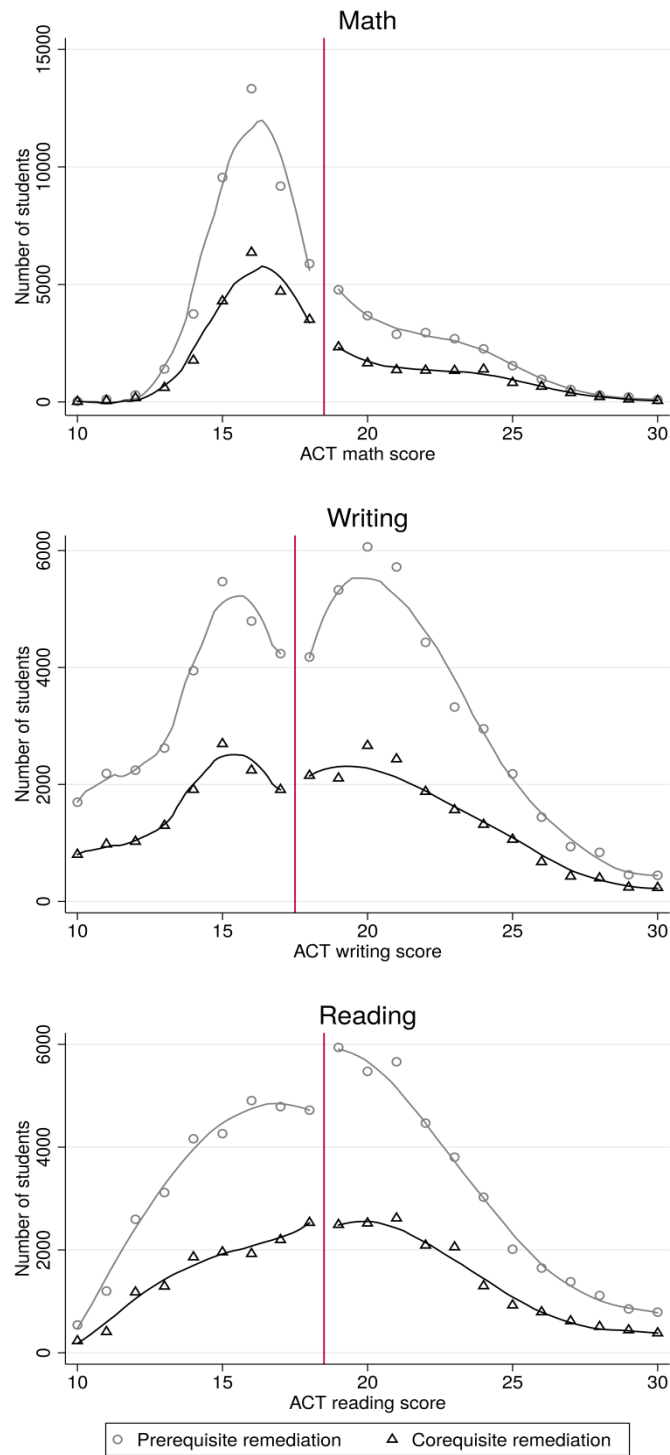 Math
Number of students
15000
10000
5000
0
10 15 20 25 30
ACT math score
Writing
Number of students
6000
4000
2000
0
10 15 20 25 30
ACT writing score
Reading
Number of students
6000
4000
2000
0
10 15 20 25 30
ACT reading score
Prerequisite remediation Corequisite remediation